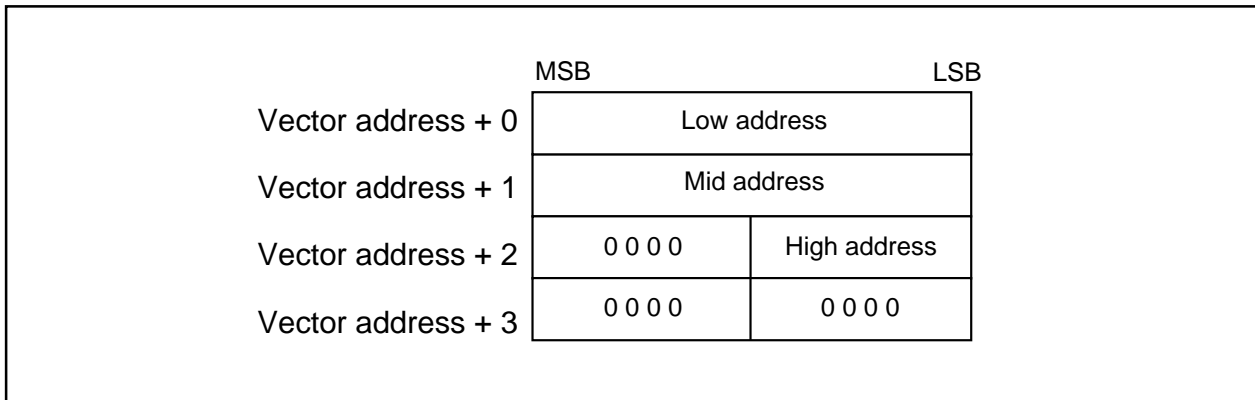 MSB LSB
Vector address + 0 Low address
Vector address + 1 Mid address
Vector address + 2 0 0 0 0 High address
Vector address + 3 0 0 0 0 0 0 0 0